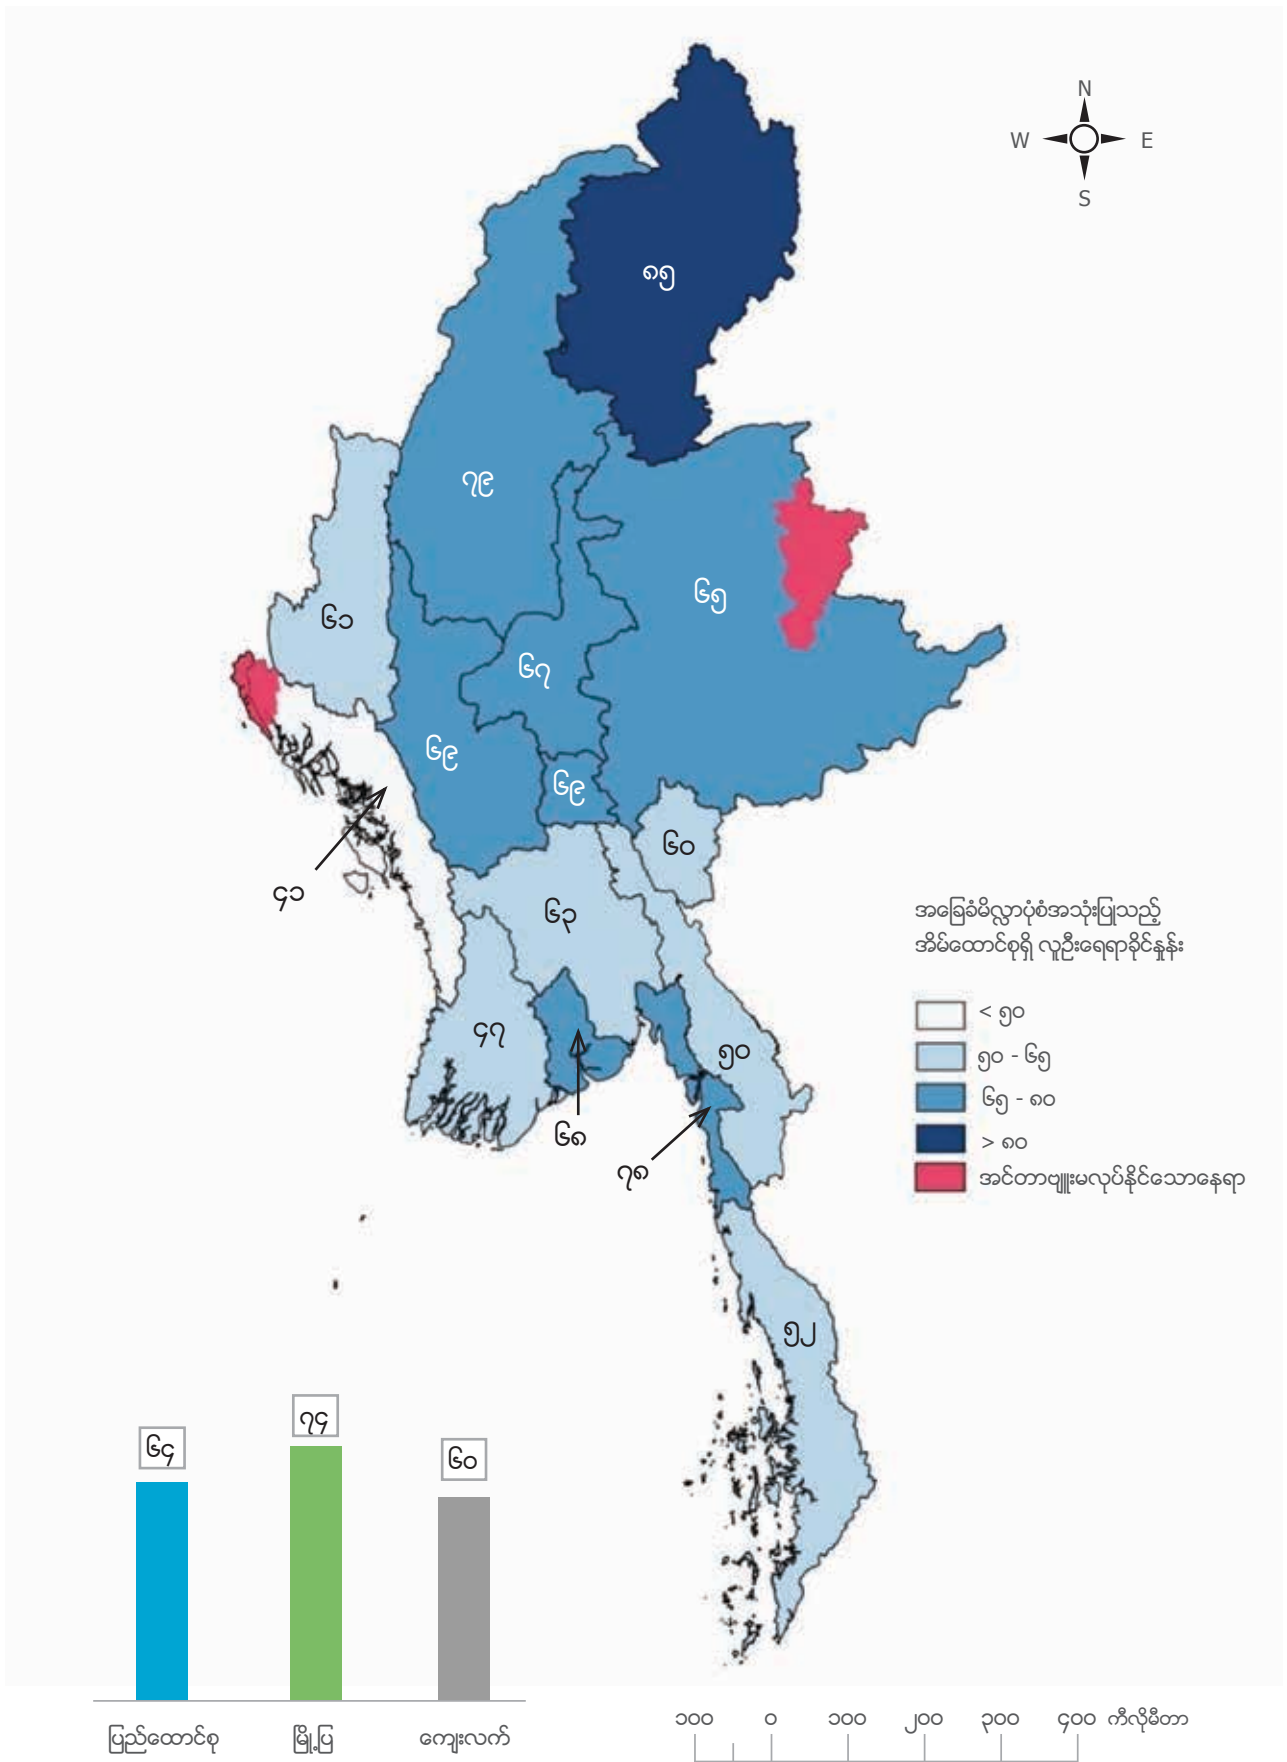 N
W E
S
၈၅
၇၉
၆၅
၆၁
၆၇
၆၉
၆၉
၆၀
၄၁
၆၃
၄၇
၅၀
၆၈
၇၈
၅၂
အခြေခံမိလ္လာပုံစံအသုံးပြုသည့်
အိမ်ထောင်စုရှိ လူဦးရေရာခိုင်နှုန်း
< ၅၀
၅၀ - ၆၅
၆၅ - ၈၀
> ၈၀
အင်တာဗျူးမလုပ်နိုင်သောနေရာ
၆၄
၇၄
၆၀
ပြည်ထောင်စု
မြို့ပြ
ကျေးလက်
၁၀၀ ၀ ၁၀၀ ၂၀၀ ၃၀၀ ၄၀၀ ကီလိုမီတာ